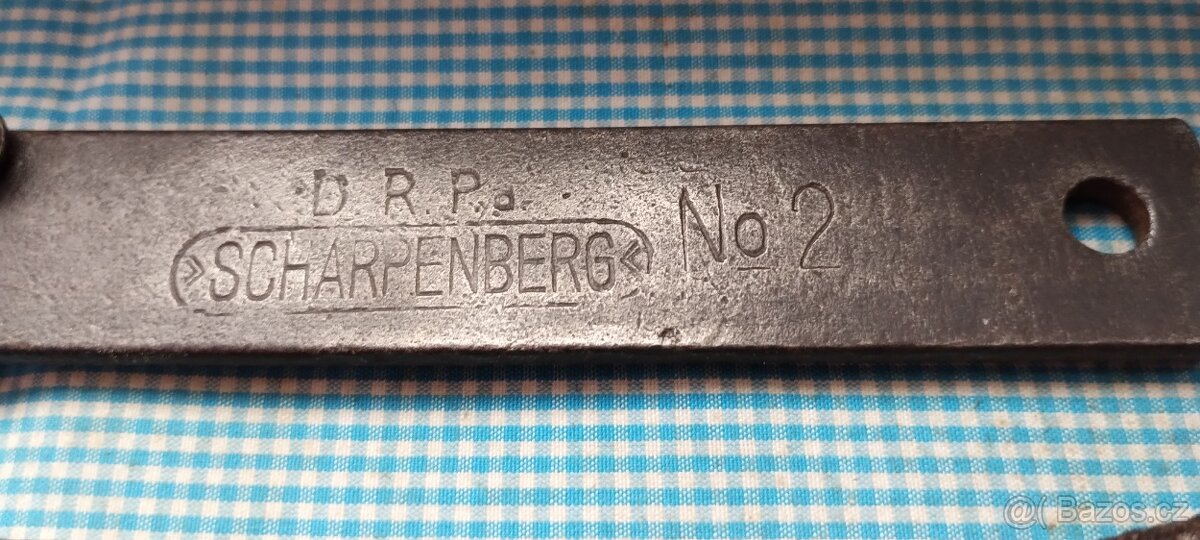 D.R.P.a.
»SCHARPENBERG« No 2
@( Bazos.cz